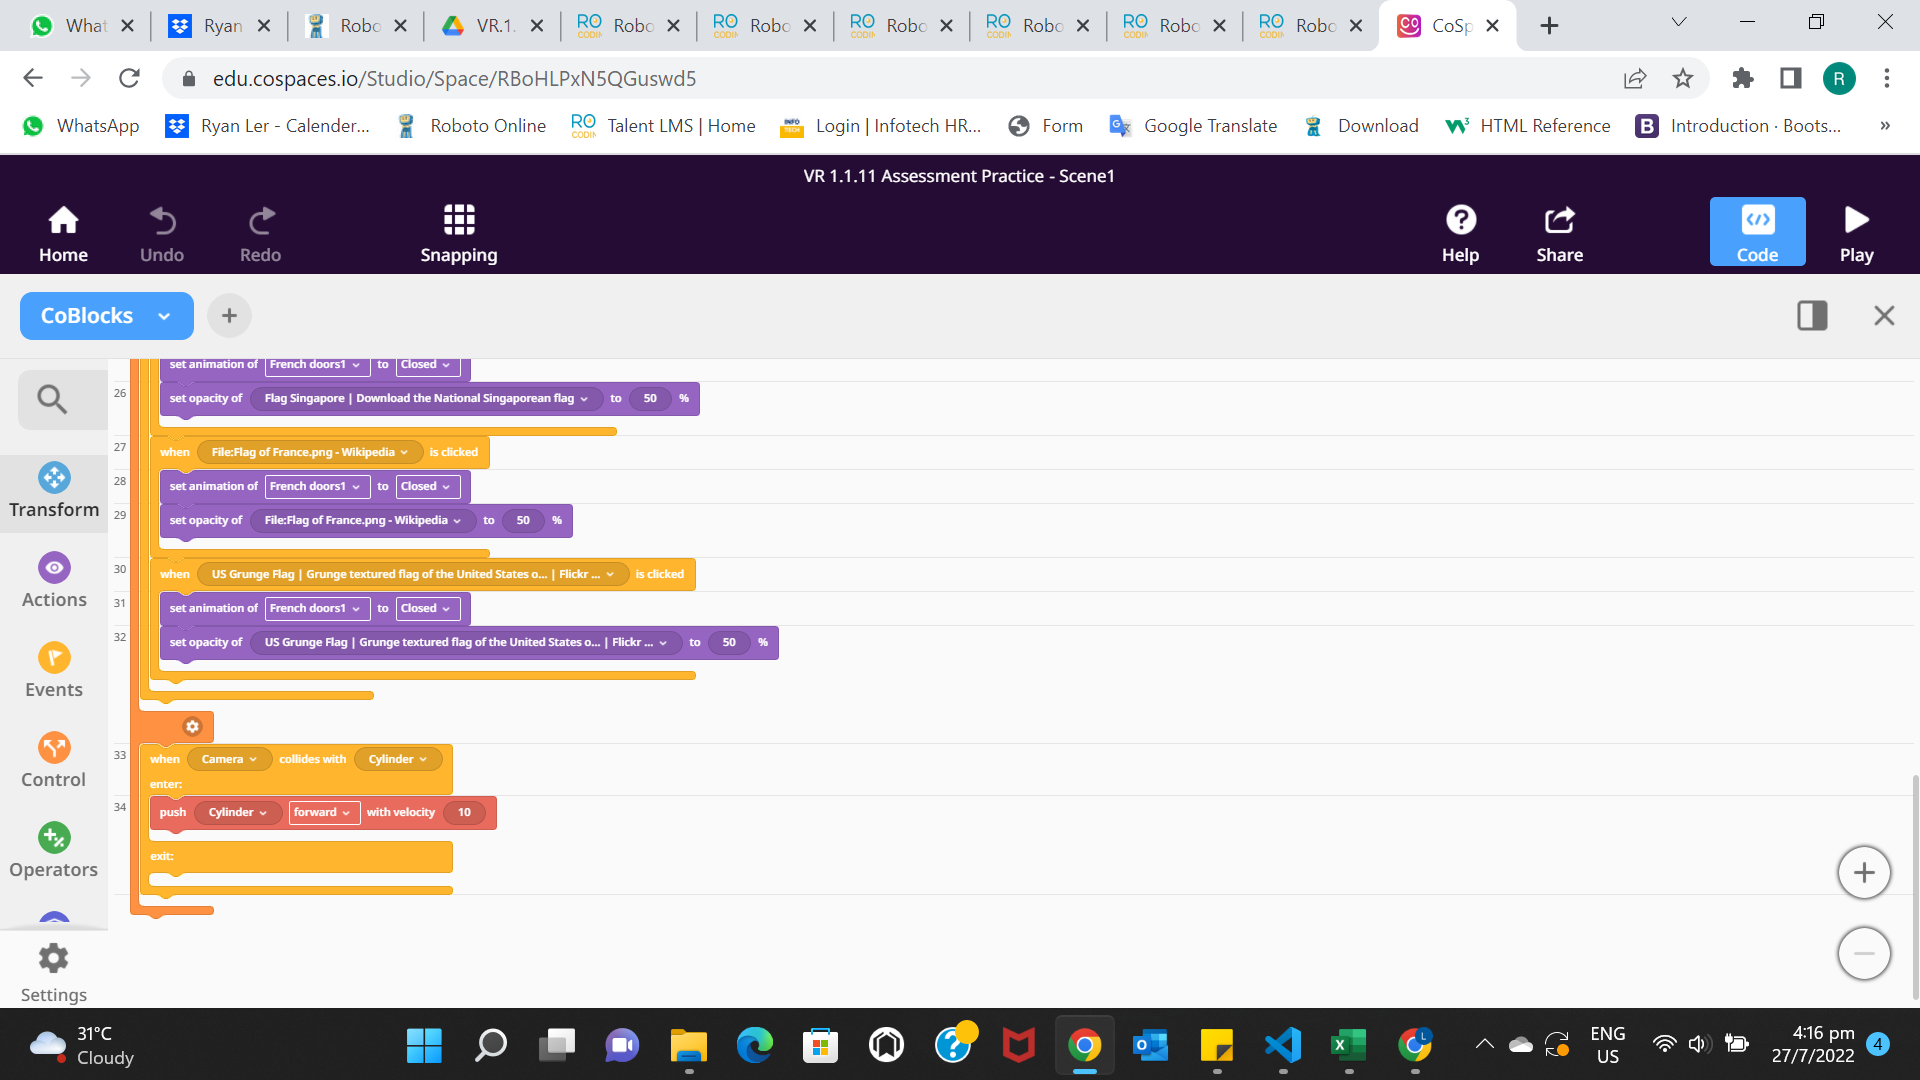 What
Ryan
Robo
VR.1.
Robo
Robo
Robo
Robo
Robo
Robo
CoSp
edu.cospaces.io/Studio/Space/RBoHLPxN5QGuswd5
R
WhatsApp
Ryan Ler - Calender...
Roboto Online
Talent LMS | Home
Login | Infotech HR...
Form
Google Translate
Download
HTML Reference
Introduction · Boots...
»
VR 1.1.11 Assessment Practice - Scene1
Home
Undo
Redo
Snapping
Help
Share
Code
Play
CoBlocks
Transform
Actions
Events
Control
Operators
Settings
set animation of French doors1 to Closed
26 set opacity of Flag Singapore | Download the National Singaporean flag to 50 %
27 when File:Flag of France.png - Wikipedia is clicked
28 set animation of French doors1 to Closed
29 set opacity of File:Flag of France.png - Wikipedia to 50 %
30 when US Grunge Flag | Grunge textured flag of the United States o... | Flickr ... is clicked
31 set animation of French doors1 to Closed
32 set opacity of US Grunge Flag | Grunge textured flag of the United States o... | Flickr ... to 50 %
33 when Camera collides with Cylinder
enter:
34 push Cylinder forward with velocity 10
exit:
31°C
Cloudy
ENG
US
4:16 pm
27/7/2022
4